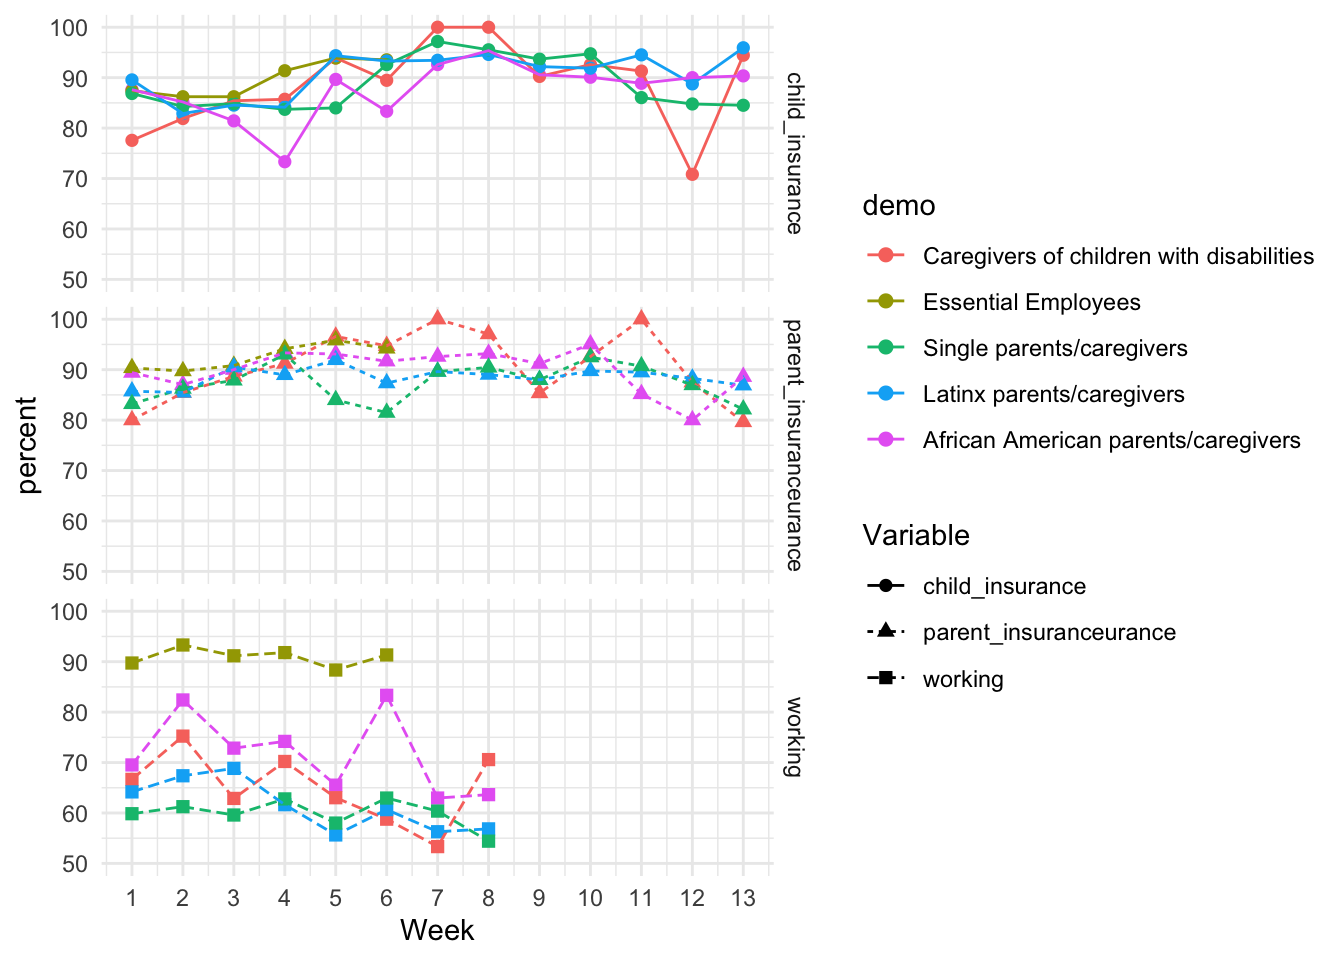 100
90
80
70
60
50
child_insurance
100
90
80
70
60
50
parent_insuranceurance
100
90
80
70
60
50
working
percent
1 2 3 4 5 6 7 8 9 10 11 12 13
Week
demo
Caregivers of children with disabilities
Essential Employees
Single parents/caregivers
Latinx parents/caregivers
African American parents/caregivers
Variable
child_insurance
parent_insuranceurance
working